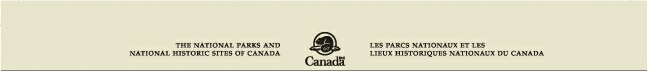 THE NATIONAL PARKS AND
NATIONAL HISTORIC SITES OF CANADA
Canada
LES PARCS NATIONAUX ET LES
LIEUX HISTORIQUES NATIONAUX DU CANADA